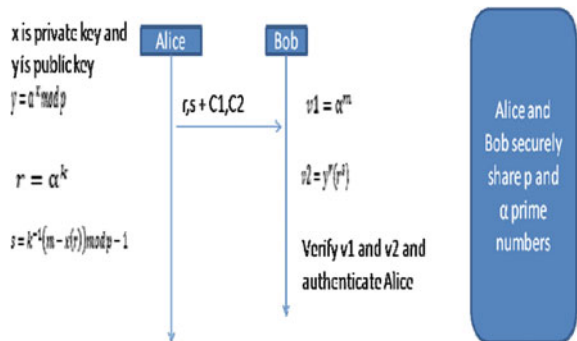 x is private key and
y is public key
y = α^x mod p
r = α^k
s = k^-1(m − x(r)) mod p − 1
Alice
Bob
r,s + C1,C2
v1 = α^m
v2 = y^r(r^s)
Verify v1 and v2 and
authenticate Alice
Alice and
Bob securely
share p and
α prime
numbers